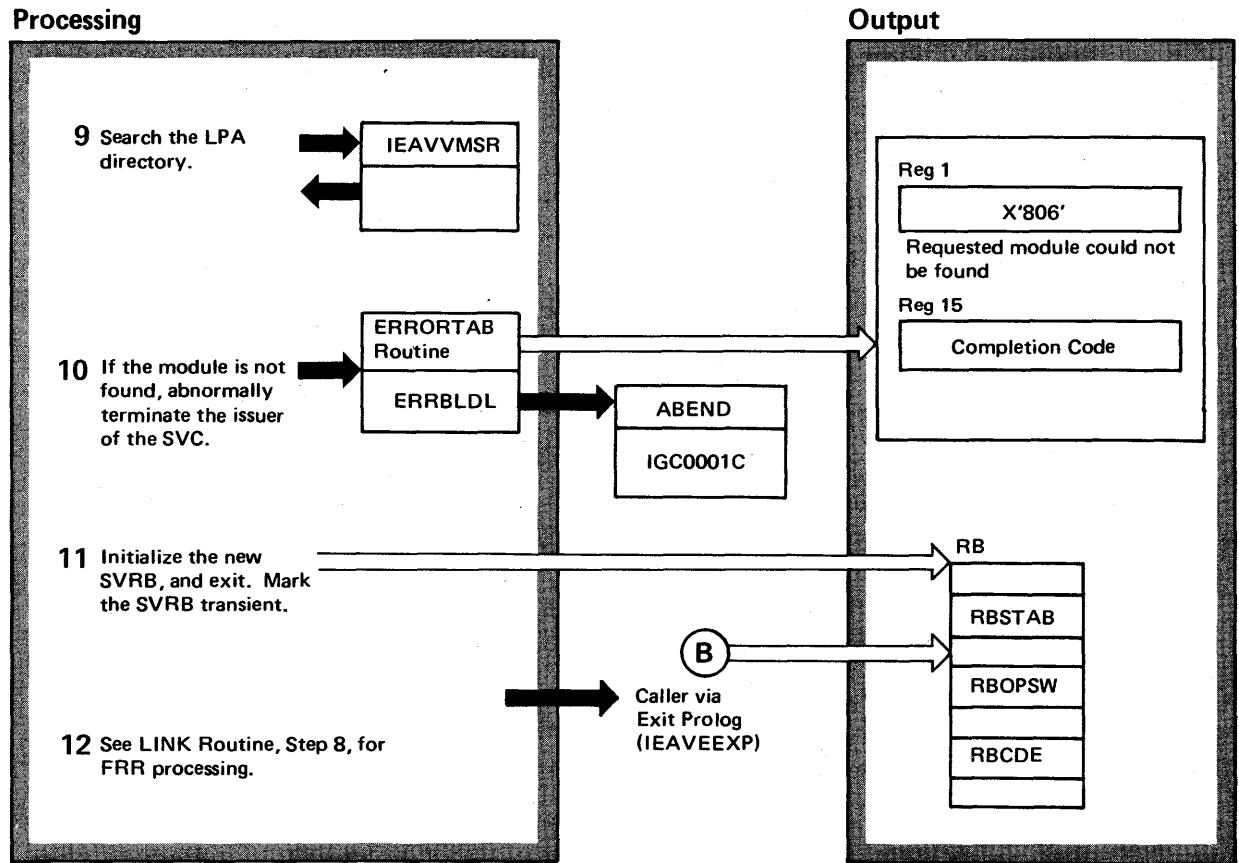 Processing
Output
9 Search the LPA
directory.
IEAVVMSR
Reg 1
X'806'
Requested module could not
be found
Reg 15
Completion Code
ERRORTAB
Routine
ERRBLDL
10 If the module is not
found, abnormally
terminate the issuer
of the SVC.
ABEND
IGC0001C
11 Initialize the new
SVRB, and exit. Mark
the SVRB transient.
RB
RBSTAB
RBOPSW
RBCDE
B
Caller via
Exit Prolog
(IEAVEEXP)
12 See LINK Routine, Step 8, for
FRR processing.